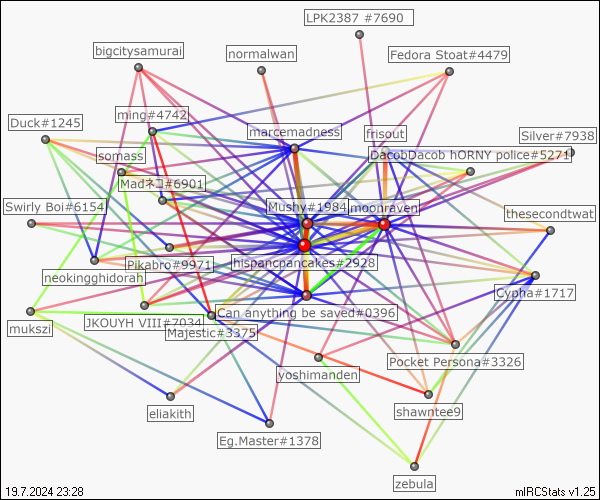 LPK2387 #7690
bigcitysamurai
normalwan
Fedora Stoat#4479
ming#4742
Duck#1245
marcemadness
frisout
Silver#7938
somass
DacobDacob hORNY police#5271
Madネコ#6901
Swirly Boi#6154
Mushy#1984
moonraven
thesecondtwat
Pikabro#9971
hispanicpancakes#2928
neokingghidorah
Cypha#1717
Can anything be saved#0396
mukszi
JKOUYH VIII#7034
Majestic#3375
Pocket Persona#3326
yoshimanden
eliakith
shawntee9
Eg.Master#1378
zebula
19.7.2024 23:28
mIRCStats v1.25